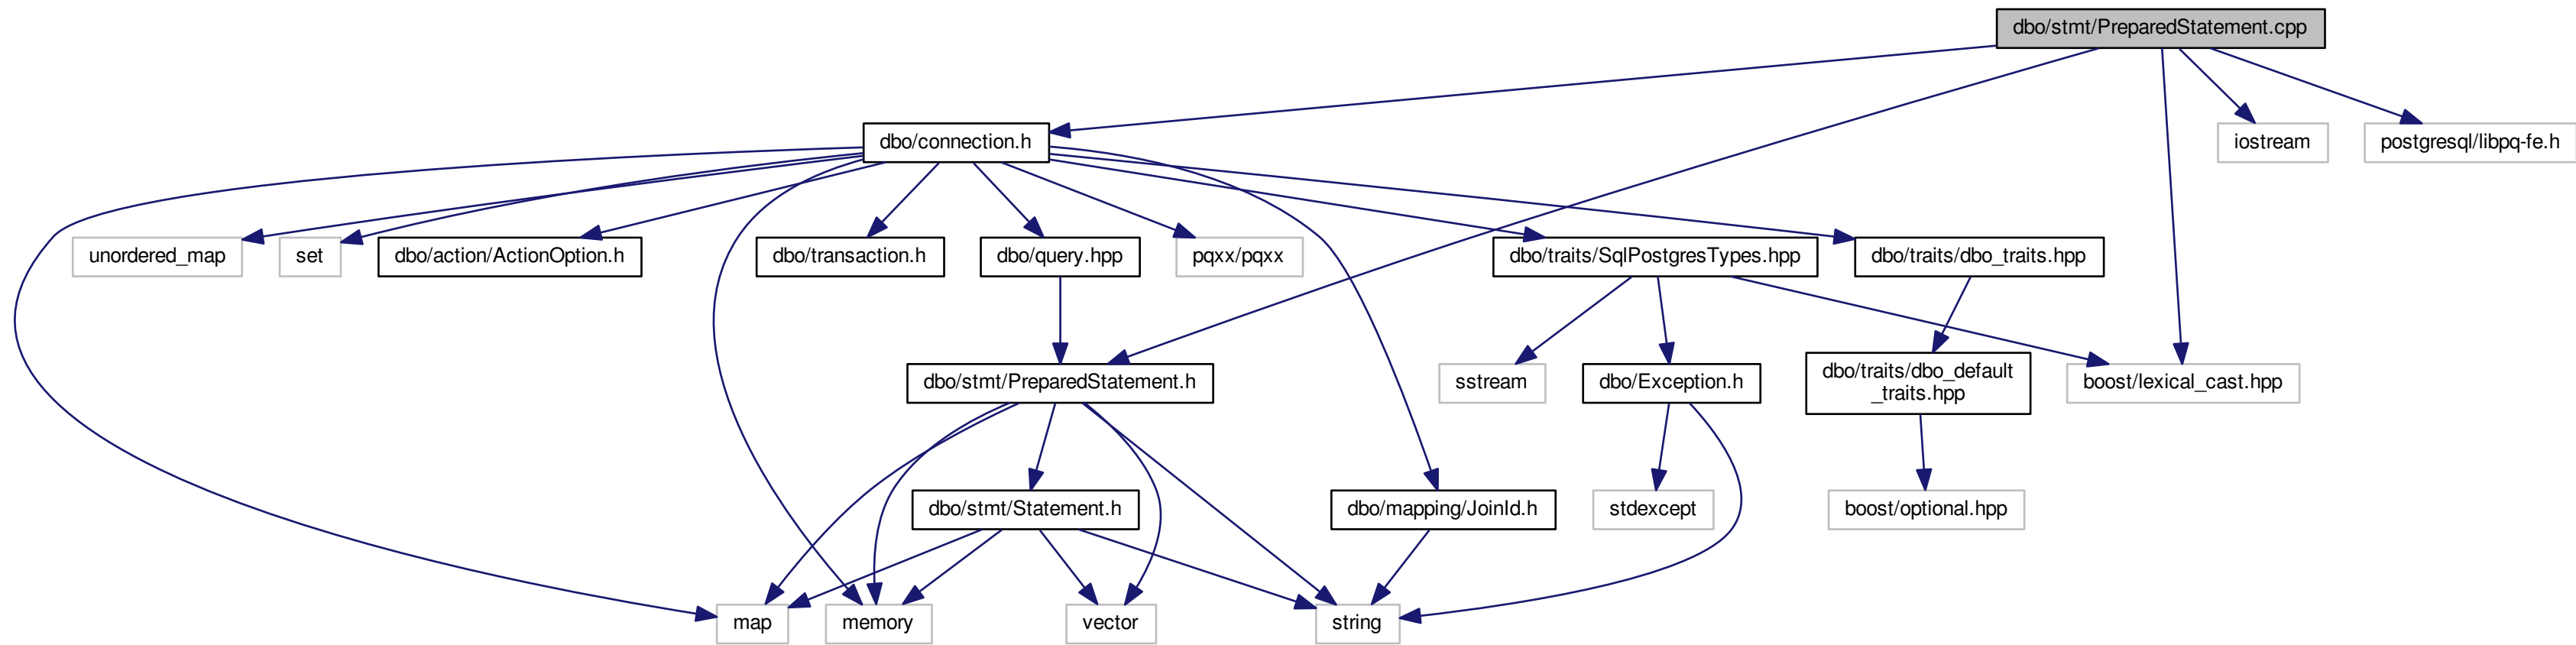 dbo/stmt/PreparedStatement.cpp
dbo/connection.h
iostream
postgresql/libpq-fe.h
unordered_map
set
dbo/action/ActionOption.h
dbo/transaction.h
dbo/query.hpp
pqxx/pqxx
dbo/traits/SqlPostgresTypes.hpp
dbo/traits/dbo_traits.hpp
dbo/stmt/PreparedStatement.h
sstream
dbo/Exception.h
dbo/traits/dbo_default
_traits.hpp
boost/lexical_cast.hpp
dbo/stmt/Statement.h
dbo/mapping/JoinId.h
stdexcept
boost/optional.hpp
map
memory
vector
string